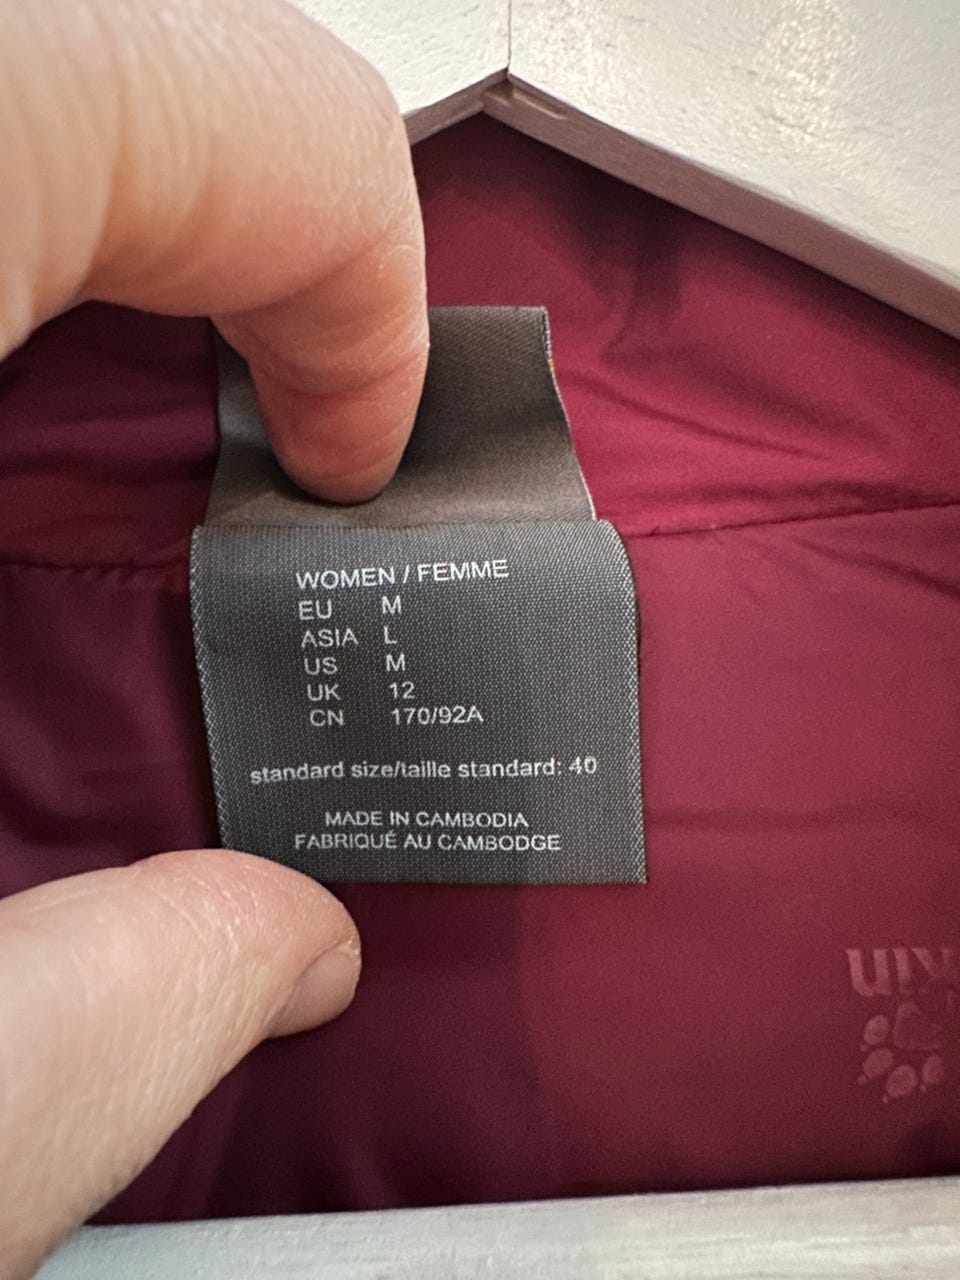 WOMEN / FEMME
EU M
ASIA L
US M
UK 12
CN 170/92A
standard size/taille standard: 40
MADE IN CAMBODIA
FABRIQUÉ AU CAMBODGE